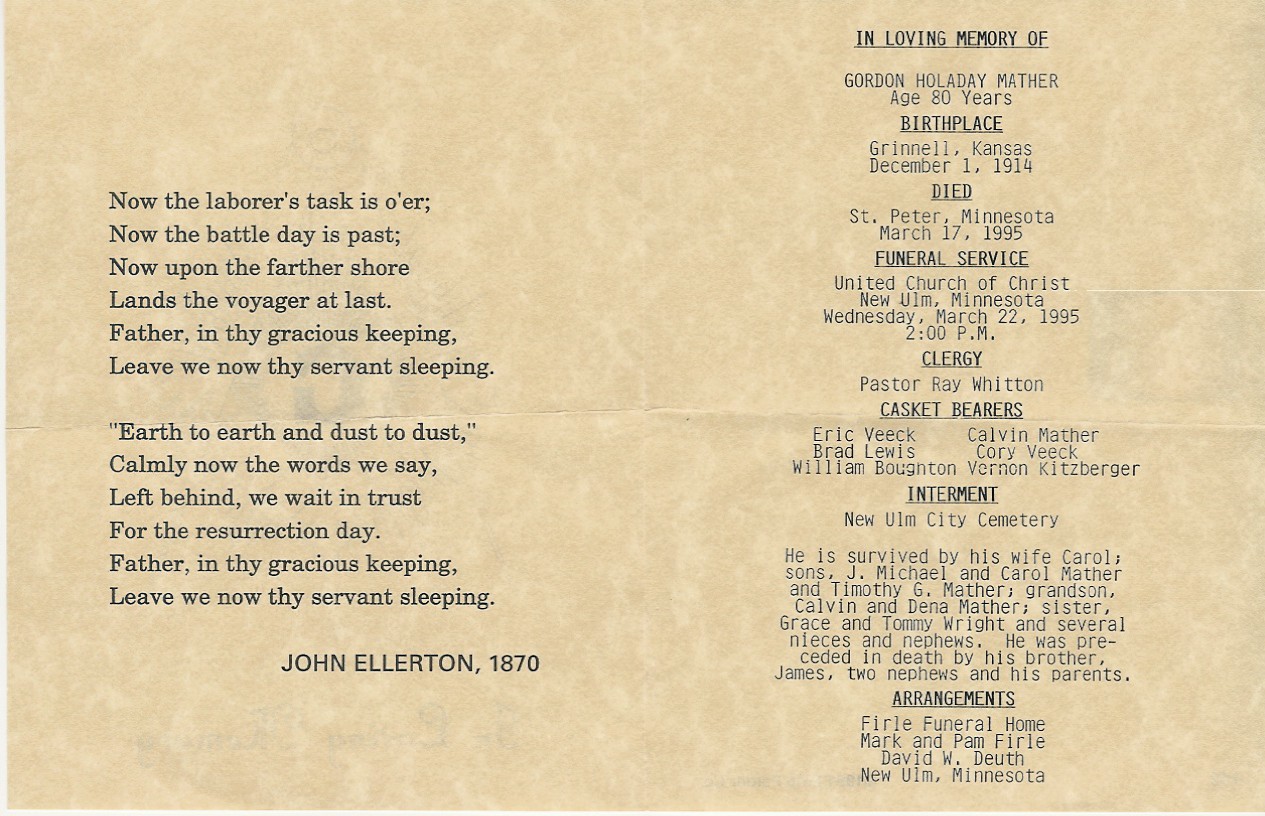 Now the laborer's task is o'er;
Now the battle day is past;
Now upon the farther shore
Lands the voyager at last.
Father, in thy gracious keeping,
Leave we now thy servant sleeping.
"Earth to earth and dust to dust,"
Calmly now the words we say,
Left behind, we wait in trust
For the resurrection day.
Father, in thy gracious keeping,
Leave we now thy servant sleeping.
JOHN ELLERTON, 1870
IN LOVING MEMORY OF
GORDON HOLADAY MATHER
Age 80 Years
BIRTHPLACE
Grinnell, Kansas
December 1, 1914
DIED
St. Peter, Minnesota
March 17, 1995
FUNERAL SERVICE
United Church of Christ
New Ulm, Minnesota
Wednesday, March 22, 1995
2:00 P.M.
CLERGY
Pastor Ray Whitton
CASKET BEARERS
Eric Veeck Calvin Mather
Brad Lewis Cory Veeck
William Boughton Vernon Kitzberger
INTERMENT
New Ulm City Cemetery
He is survived by his wife Carol;
sons, J. Michael and Carol Mather
and Timothy G. Mather; grandson,
Calvin and Dena Mather; sister,
Grace and Tommy Wright and several
nieces and nephews. He was pre-
ceded in death by his brother,
James, two nephews and his parents.
ARRANGEMENTS
Firle Funeral Home
Mark and Pam Firle
David W. Deuth
New Ulm, Minnesota